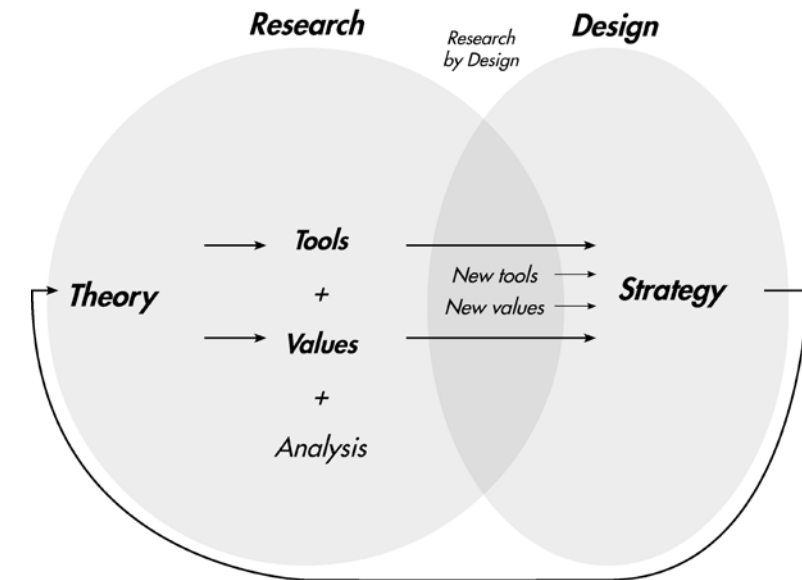 Research
Research
by Design
Design
Tools
New tools
Theory
+
Strategy
New values
Values
+
Analysis